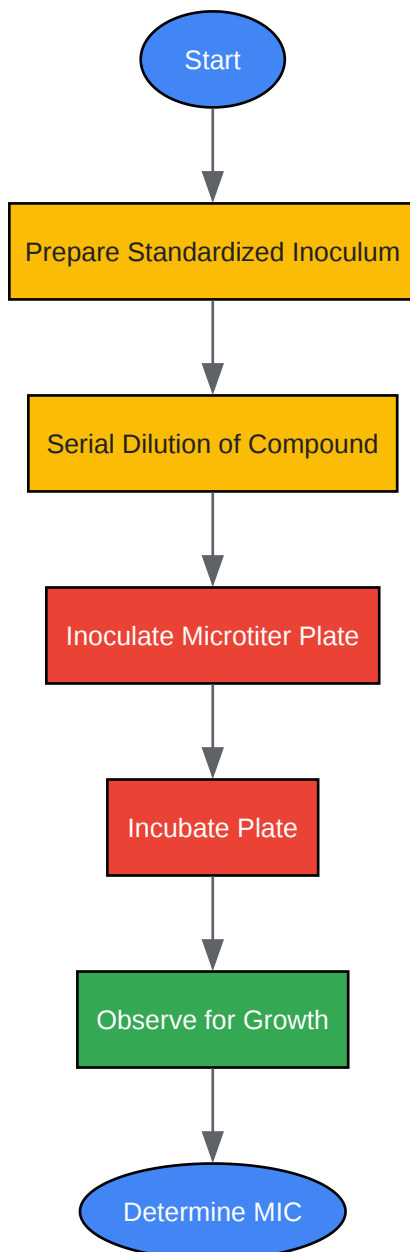 Start
Prepare Standardized Inoculum
Serial Dilution of Compound
Inoculate Microtiter Plate
Incubate Plate
Observe for Growth
Determine MIC